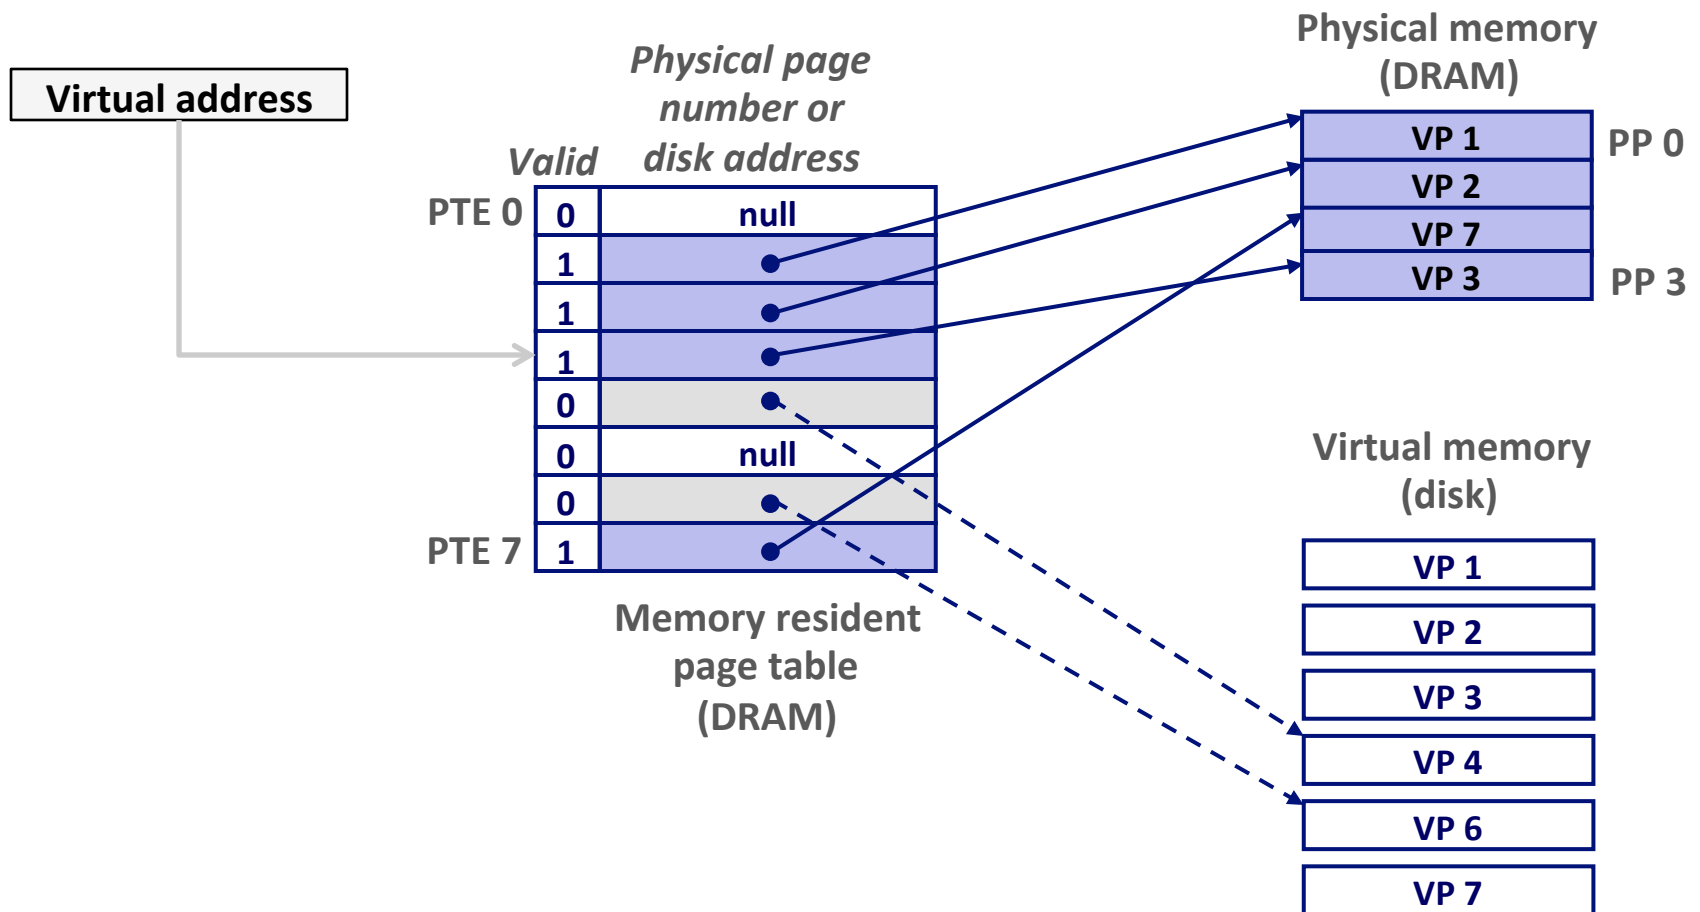 Virtual address
Physical page
number or
disk address
Valid
PTE 0
0
null
1
1
1
0
0
null
0
PTE 7
1
Memory resident
page table
(DRAM)
Physical memory
(DRAM)
VP 1
PP 0
VP 2
VP 7
VP 3
PP 3
Virtual memory
(disk)
VP 1
VP 2
VP 3
VP 4
VP 6
VP 7